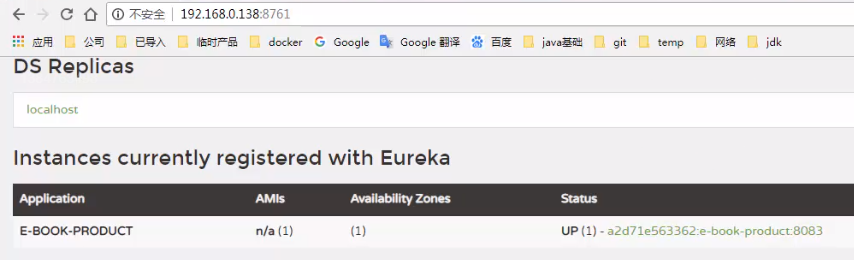 不安全 192.168.0.138:8761
应用 公司 已导入 临时产品 docker Google Google 翻译 百度 java基础 git temp 网络 jdk
DS Replicas
localhost
Instances currently registered with Eureka
Application AMIs Availability Zones Status
E-BOOK-PRODUCT n/a (1) (1) UP (1) - a2d71e563362:e-book-product:8083